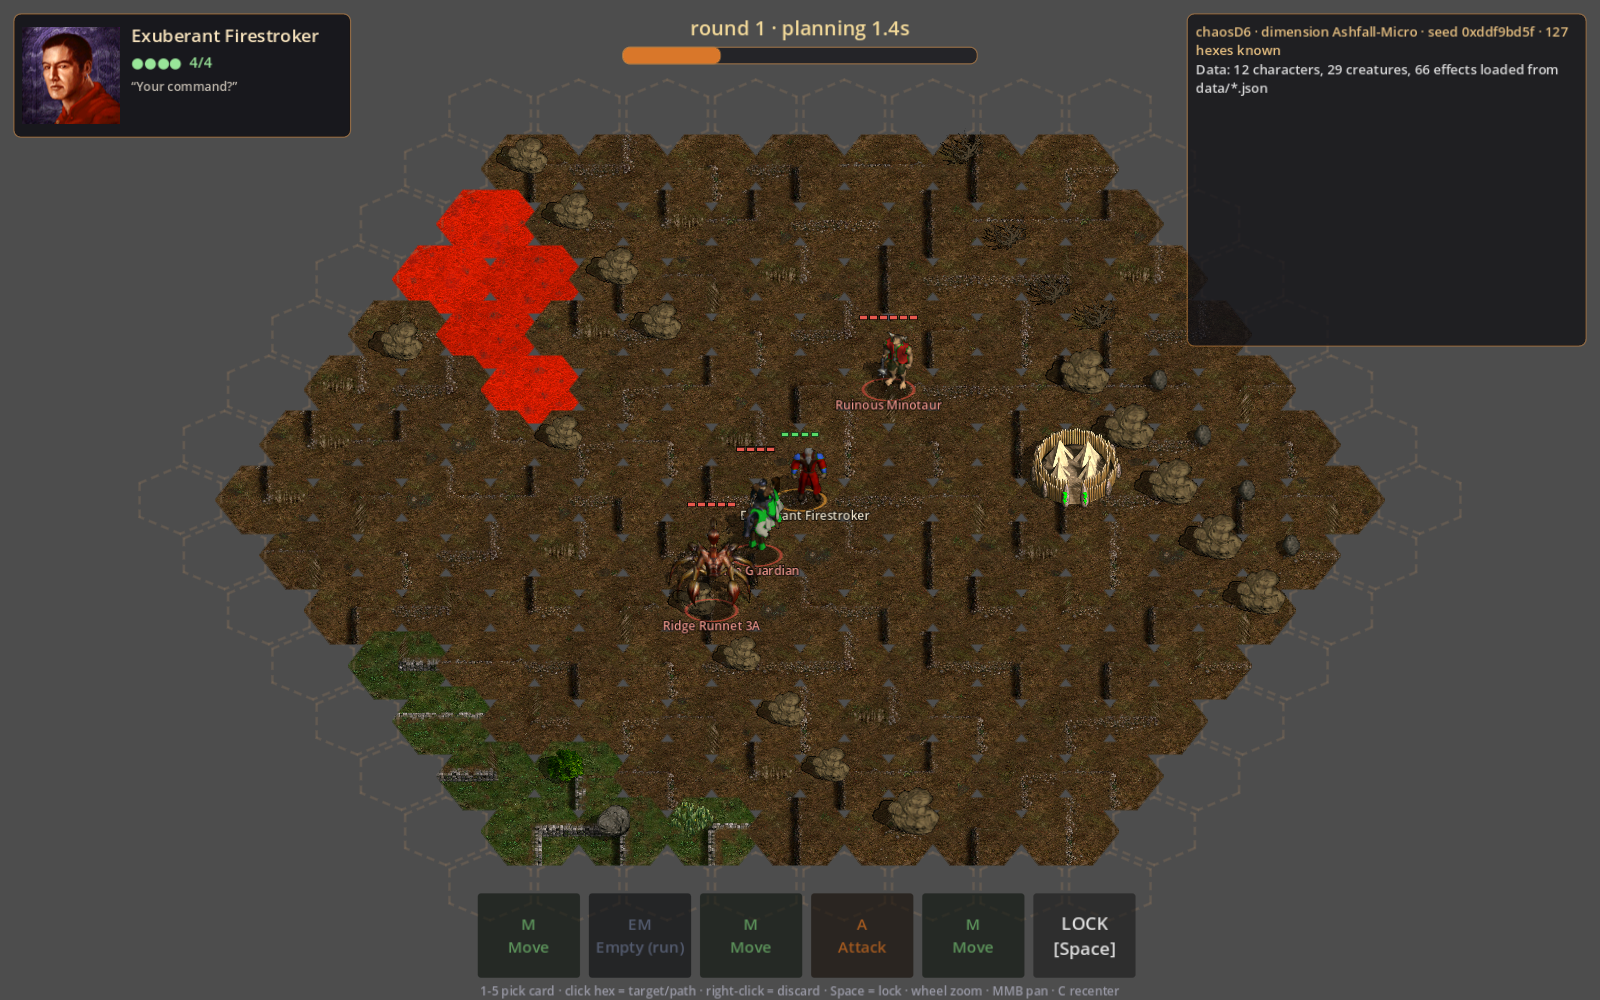 Exuberant Firestroker
4/4
“Your command?”
round 1 · planning 1.4s
chaosD6 · dimension Ashfall-Micro · seed 0xddf9bd5f · 127
hexes known
Data: 12 characters, 29 creatures, 66 effects loaded from
data/*.json
Ruinous Minotaur
ant Firestroker
Guardian
Ridge Runnet 3A
M
Move
EM
Empty (run)
M
Move
A
Attack
M
Move
LOCK
[Space]
1-5 pick card · click hex = target/path · right-click = discard · Space = lock · wheel zoom · MMB pan · C recenter